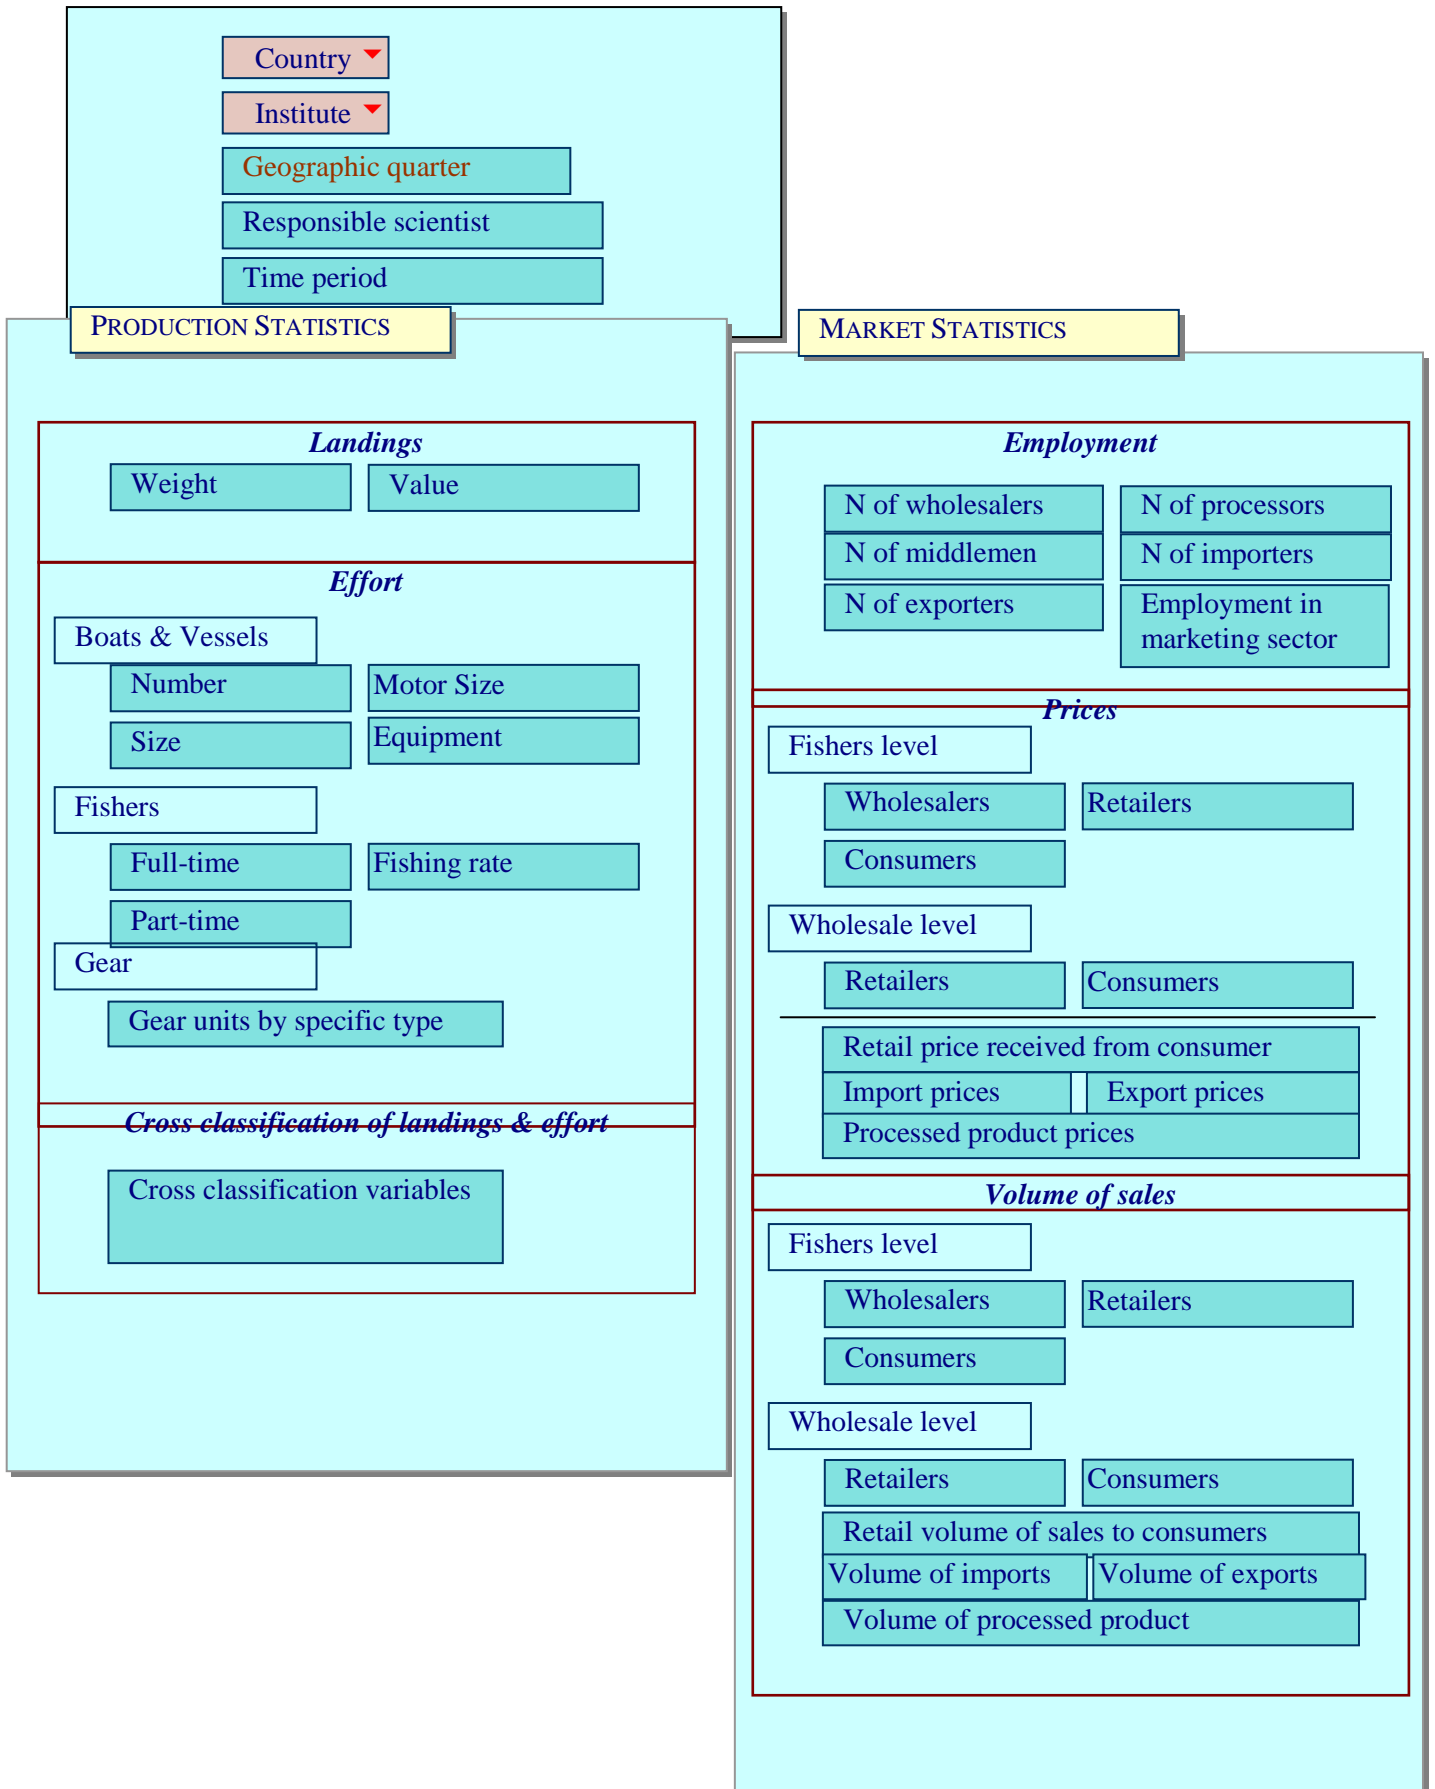 Country
Institute
Geographic quarter
Responsible scientist
Time period
PRODUCTION STATISTICS
Landings
Weight
Value
Effort
Boats & Vessels
Number
Motor Size
Size
Equipment
Fishers
Full-time
Fishing rate
Part-time
Gear
Gear units by specific type
Cross classification of landings & effort
Cross classification variables
MARKET STATISTICS
Employment
N of wholesalers
N of processors
N of middlemen
N of importers
N of exporters
Employment in
marketing sector
Prices
Fishers level
Wholesalers
Retailers
Consumers
Wholesale level
Retailers
Consumers
Retail price received from consumer
Import prices
Export prices
Processed product prices
Volume of sales
Fishers level
Wholesalers
Retailers
Consumers
Wholesale level
Retailers
Consumers
Retail volume of sales to consumers
Volume of imports
Volume of exports
Volume of processed product